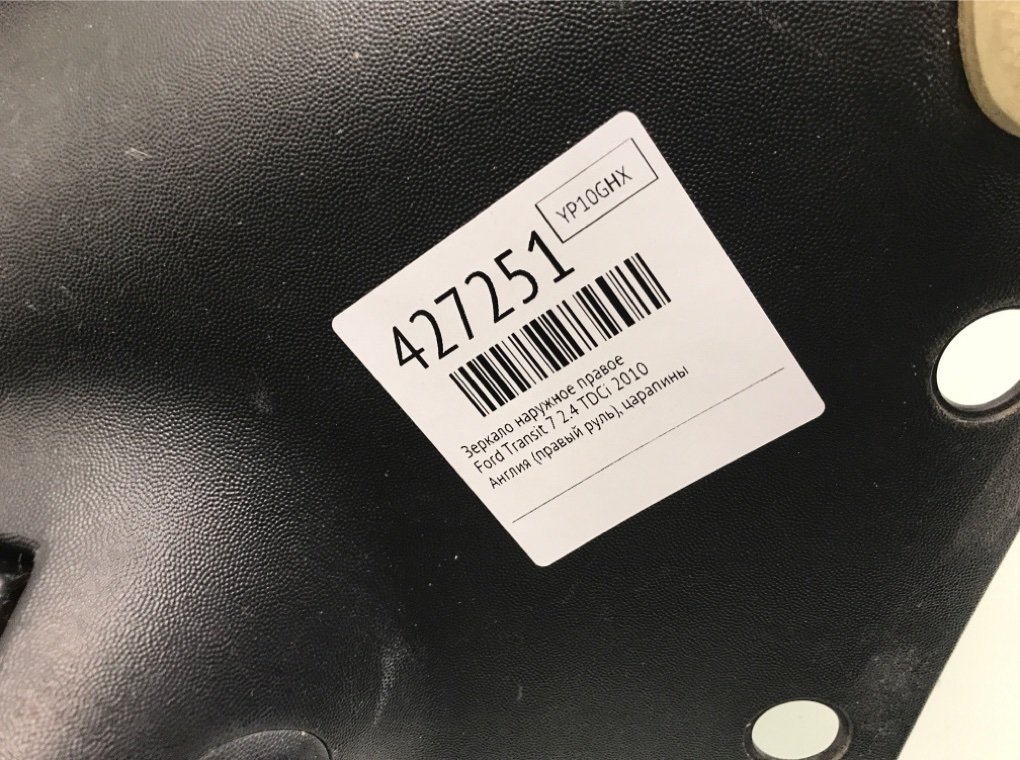 YP10GHX
427251
Зеркало наружное правое
Ford Transit 7 2.4 TDCi 2010
Англия (правый руль), царапины